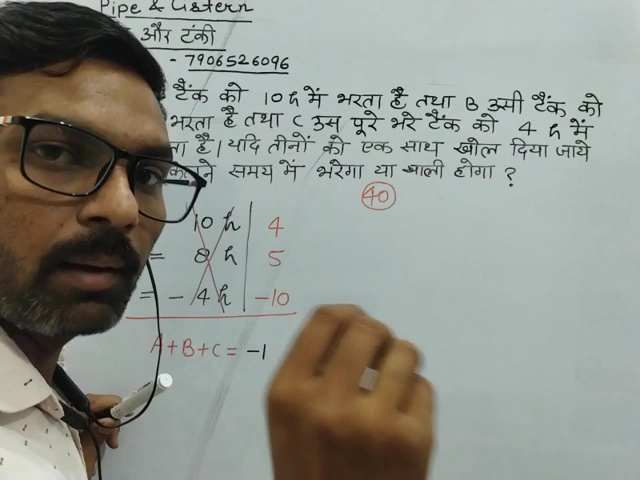 Pipe & Cistern
और टंकी
- 7906526096
टैंक को 10 h में भरता है तथा B उसी टैंक को
भरता है तथा C उस पूरे भरे टैंक को 4 h में
है। यदि तीनों को एक साथ खोल दिया जाये
समय में भरेगा या खाली होगा ?
40
10 h 4
= 8 h 5
= - 4 h -10
A+B+C = -1